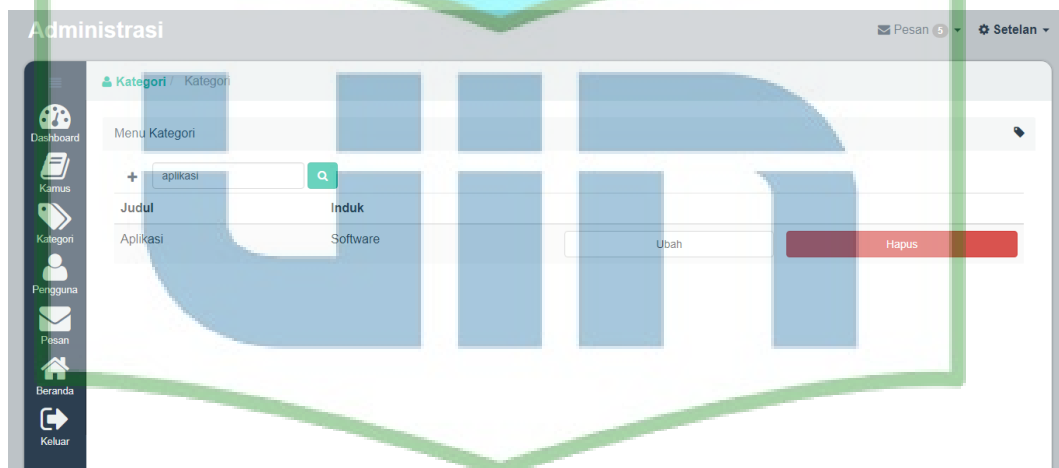 Administrasi
Pesan 5
Setelan
Kategori / Kategori
Dashboard
Kamus
Kategori
Pengguna
Pesan
Beranda
Keluar
Menu Kategori
aplikasi
Judul Induk
Aplikasi Software Ubah Hapus
uin